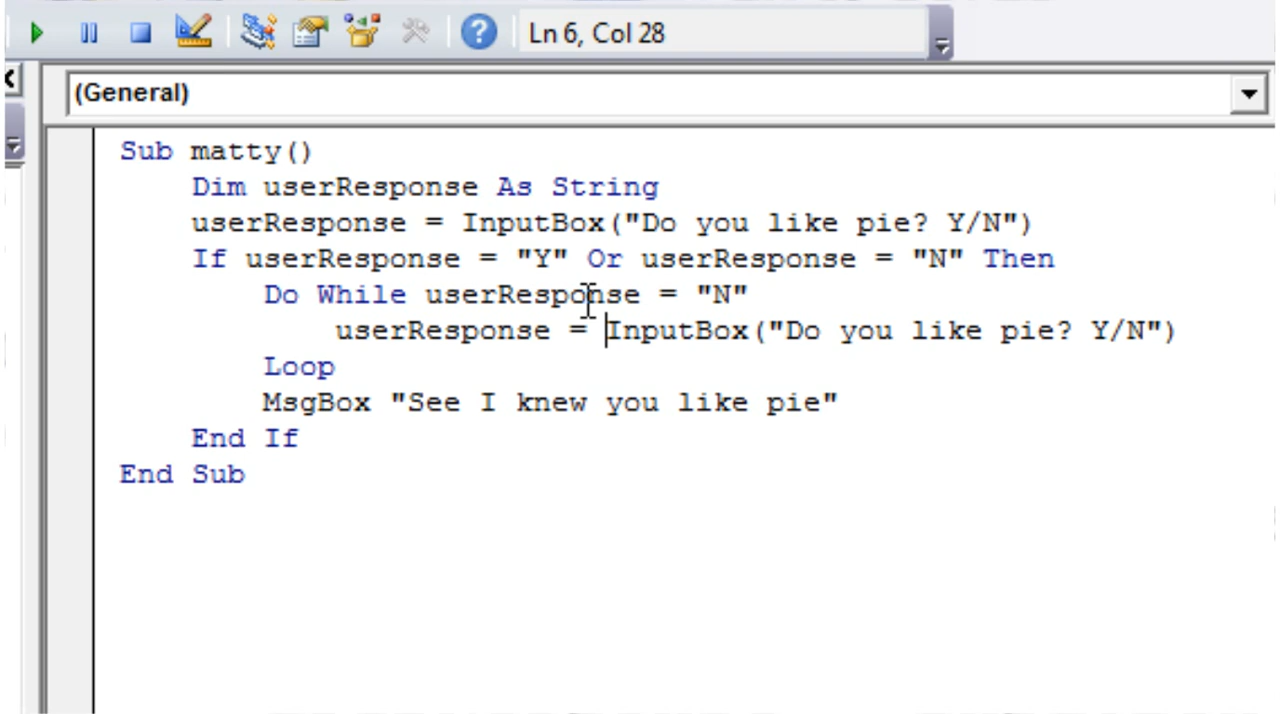 Ln 6, Col 28
(General)
Sub matty()
Dim userResponse As String
userResponse = InputBox("Do you like pie? Y/N")
If userResponse = "Y" Or userResponse = "N" Then
Do While userResponse = "N"
userResponse = InputBox("Do you like pie? Y/N")
Loop
MsgBox "See I knew you like pie"
End If
End Sub